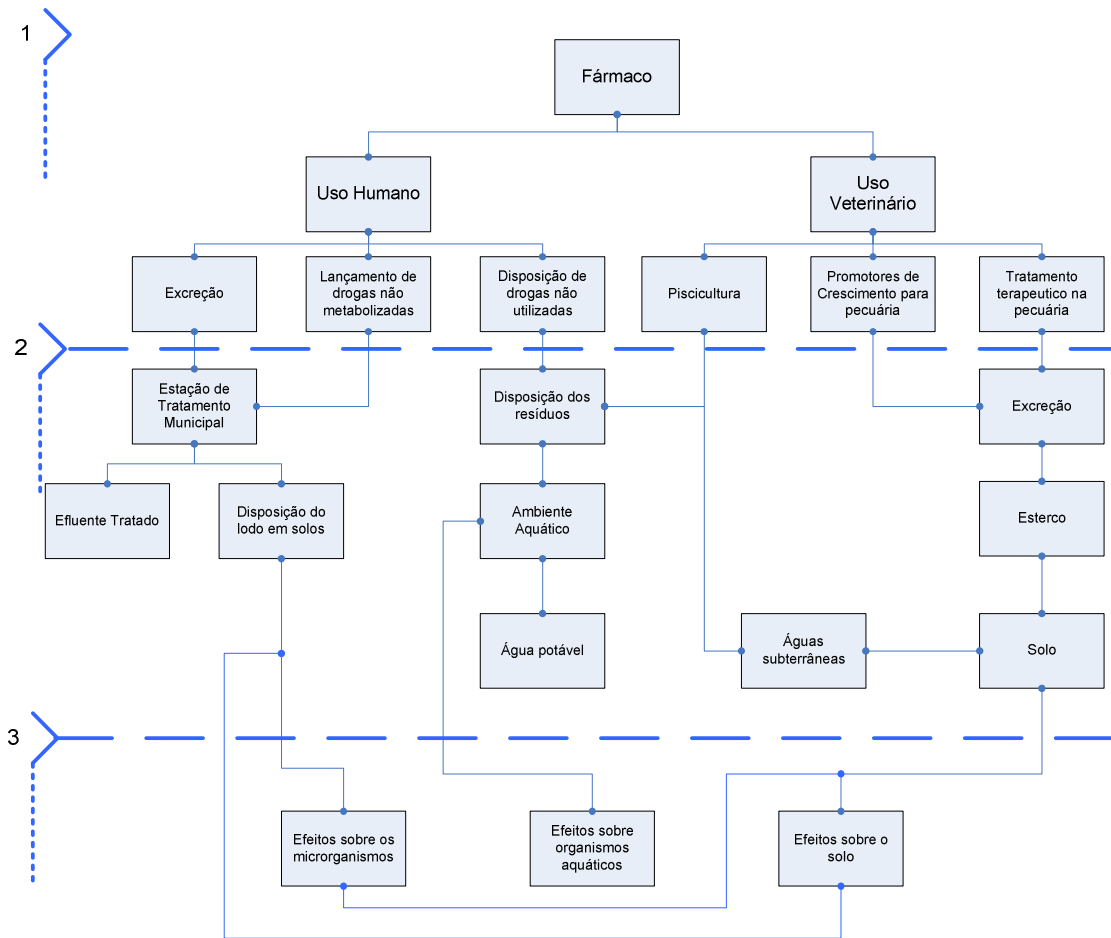 1
Fármaco
Uso Humano
Uso
Veterinário
Excreção
Lançamento de
drogas não
metabolizadas
Disposição de
drogas não
utilizadas
Piscicultura
Promotores de
Crescimento para
pecuária
Tratamento
terapeutico na
pecuária
2
Estação de
Tratamento
Municipal
Disposição dos
resíduos
Excreção
Efluente Tratado
Disposição do
lodo em solos
Ambiente
Aquático
Esterco
Água potável
Águas
subterrâneas
Solo
3
Efeitos sobre os
microrganismos
Efeitos sobre
organismos
aquáticos
Efeitos sobre o
solo